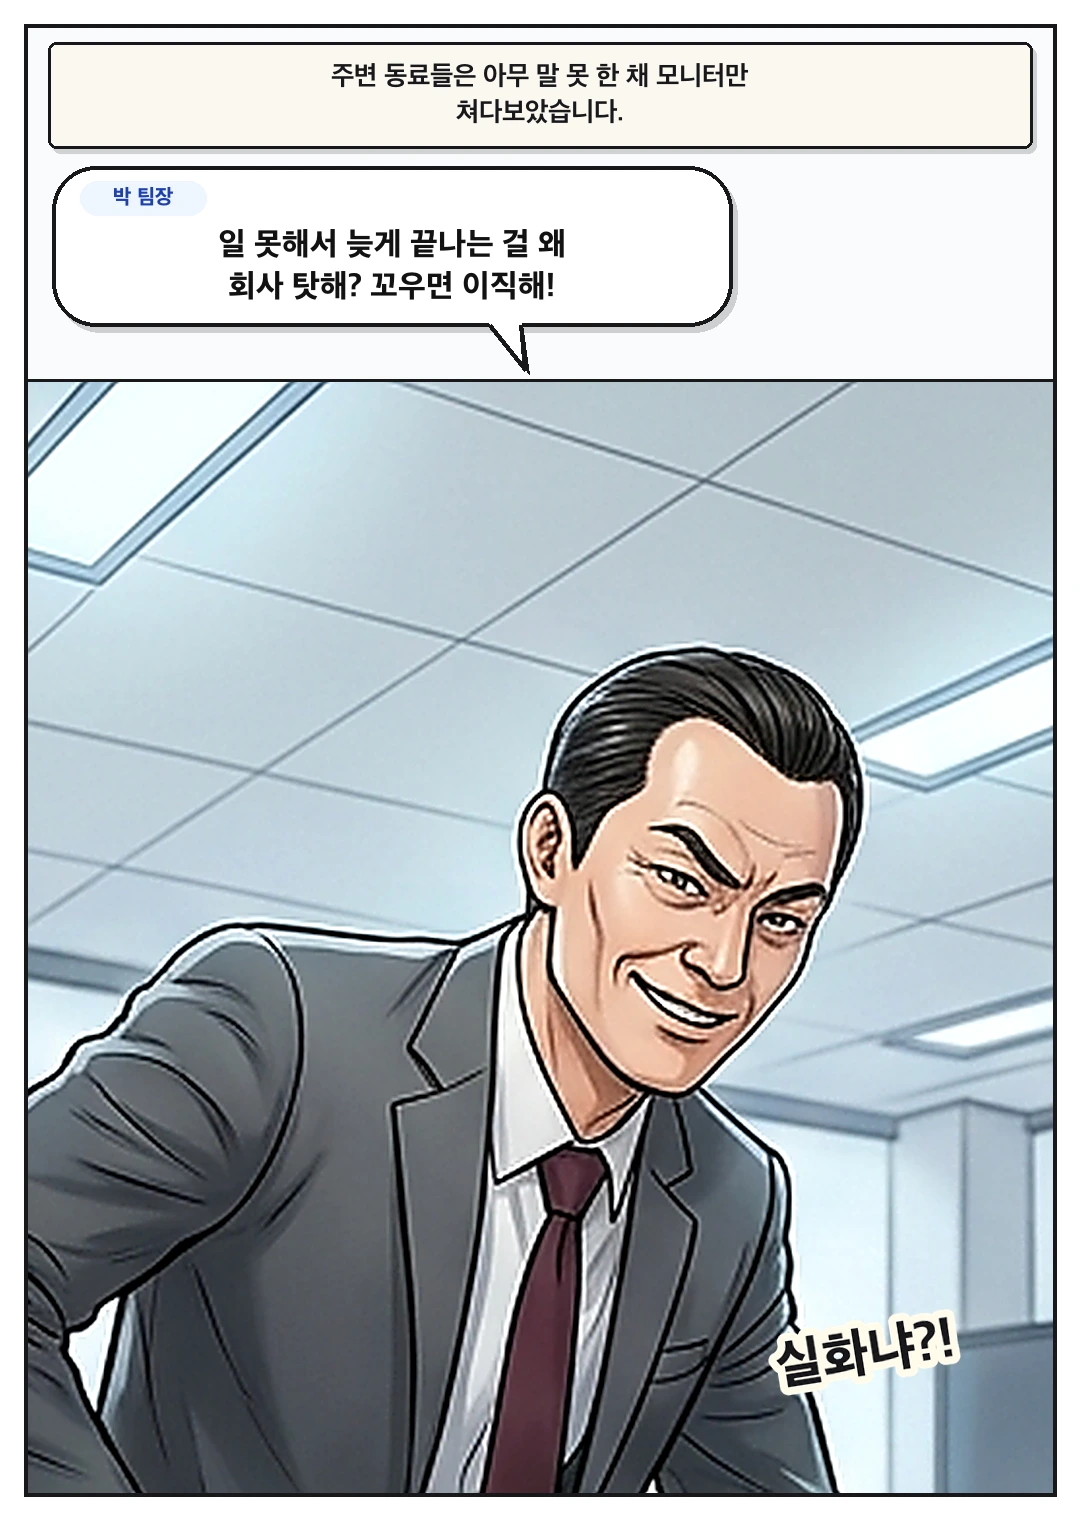 주변 동료들은 아무 말 못 한 채 모니터만
쳐다보았습니다.
박 팀장
일 못해서 늦게 끝나는 걸 왜
회사 탓해? 꼬우면 이직해!
실화냐?!